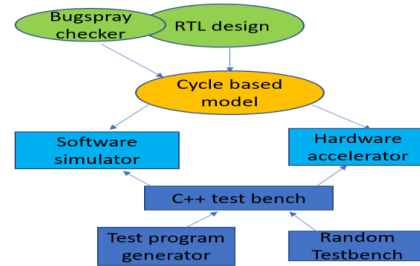 Bugspray
checker
RTL design
Cycle based
model
Software
simulator
Hardware
accelerator
C++ test bench
Test program
generator
Random
Testbench